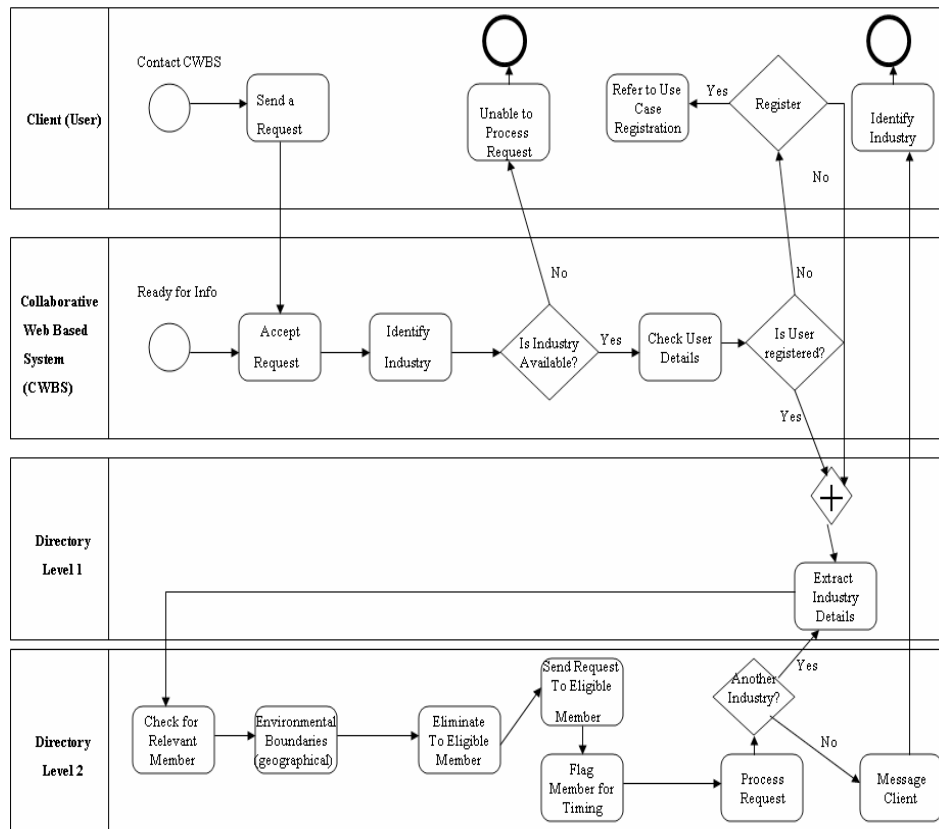 Client (User)
Contact CWBS
Send a
Request
Unable to
Process
Request
Refer to Use
Case
Registration
Yes
Register
No
Identify
Industry
Collaborative
Web Based
System
(CWBS)
Ready for Info
Accept
Request
Identify
Industry
No
Is Industry
Available?
Yes
Check User
Details
No
Is User
registered?
Yes
Directory
Level 1
Extract
Industry
Details
Directory
Level 2
Check for
Relevant
Member
Environmental
Boundaries
(geographical)
Eliminate
To Eligible
Member
Send Request
To Eligible
Member
Flag
Member for
Timing
Process
Request
Another
Industry?
Yes
No
Message
Client